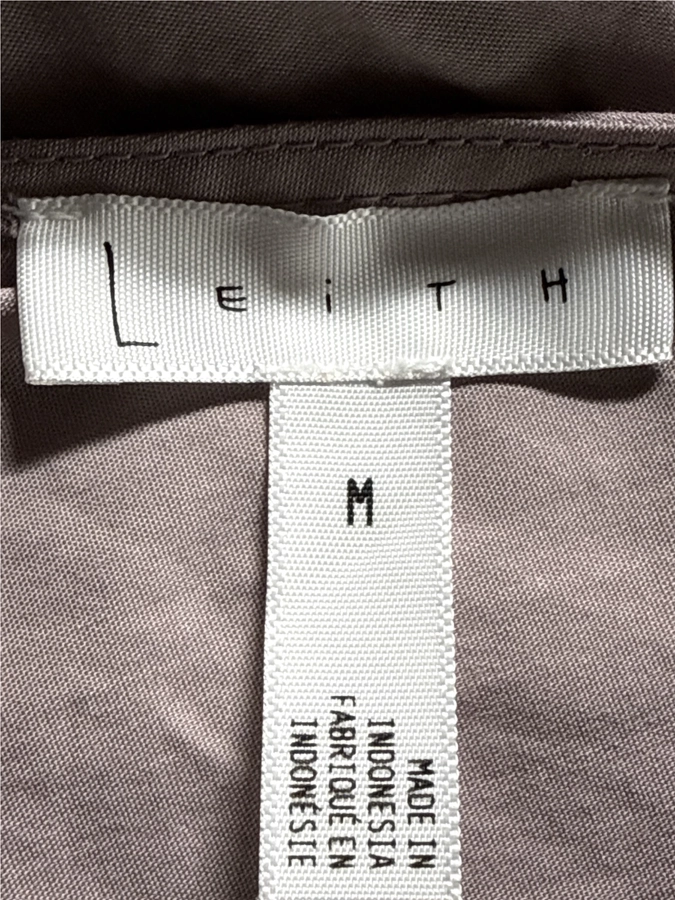 LEiTH
M
MADE IN
INDONESIA
FABRIQUÉ EN
INDONÉSIE